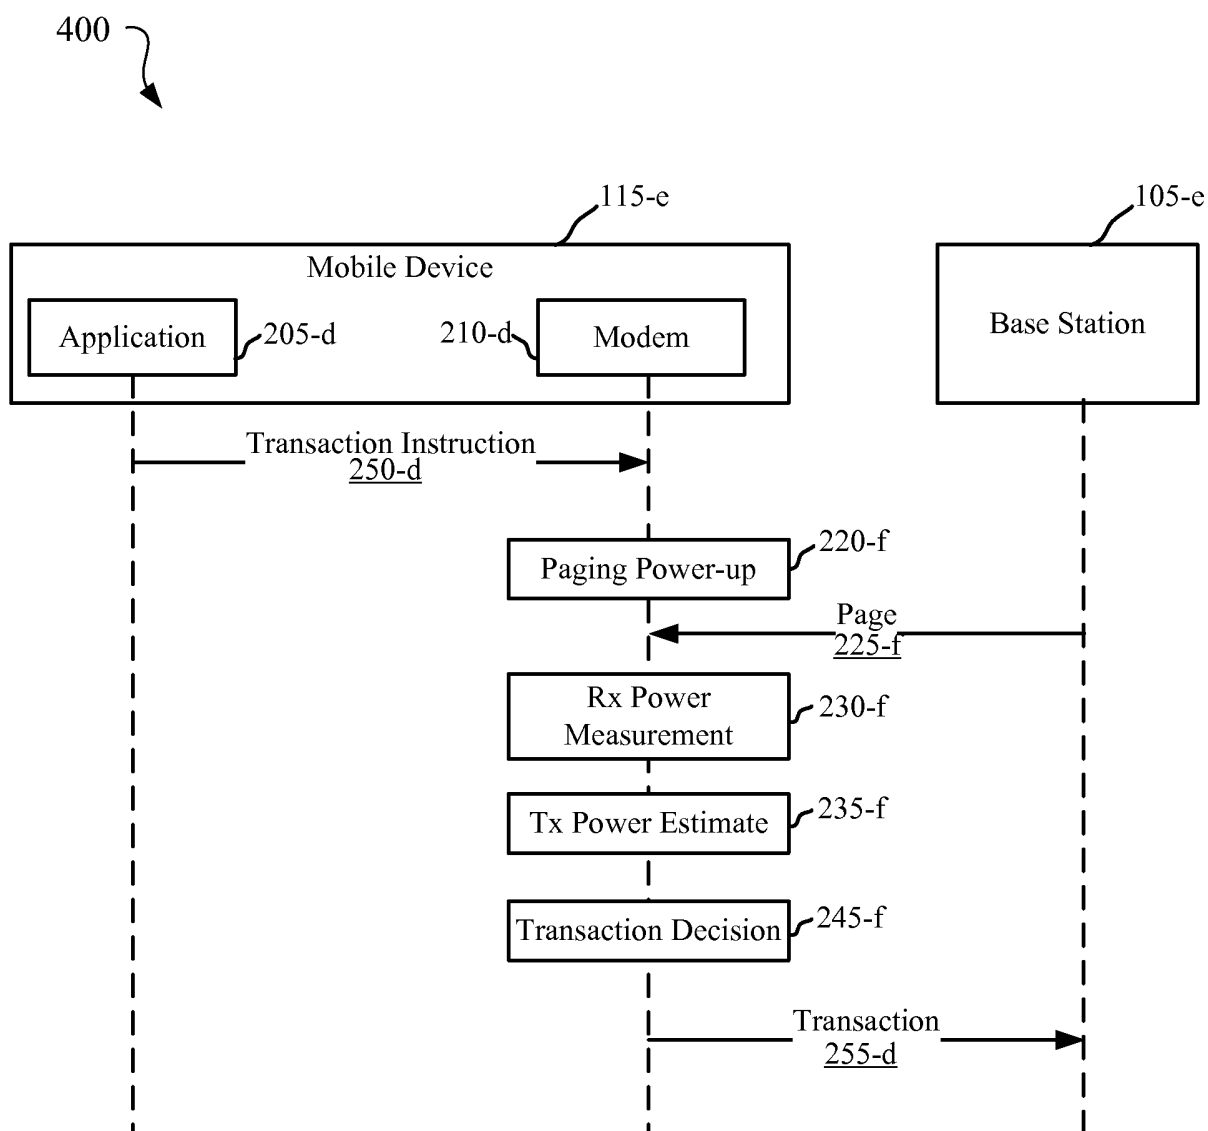 400
115-e
105-e
Mobile Device
Application
205-d
210-d
Modem
Base Station
Transaction Instruction
250-d
220-f
Paging Power-up
Page
225-f
Rx Power
Measurement
230-f
Tx Power Estimate
235-f
Transaction Decision
245-f
Transaction
255-d